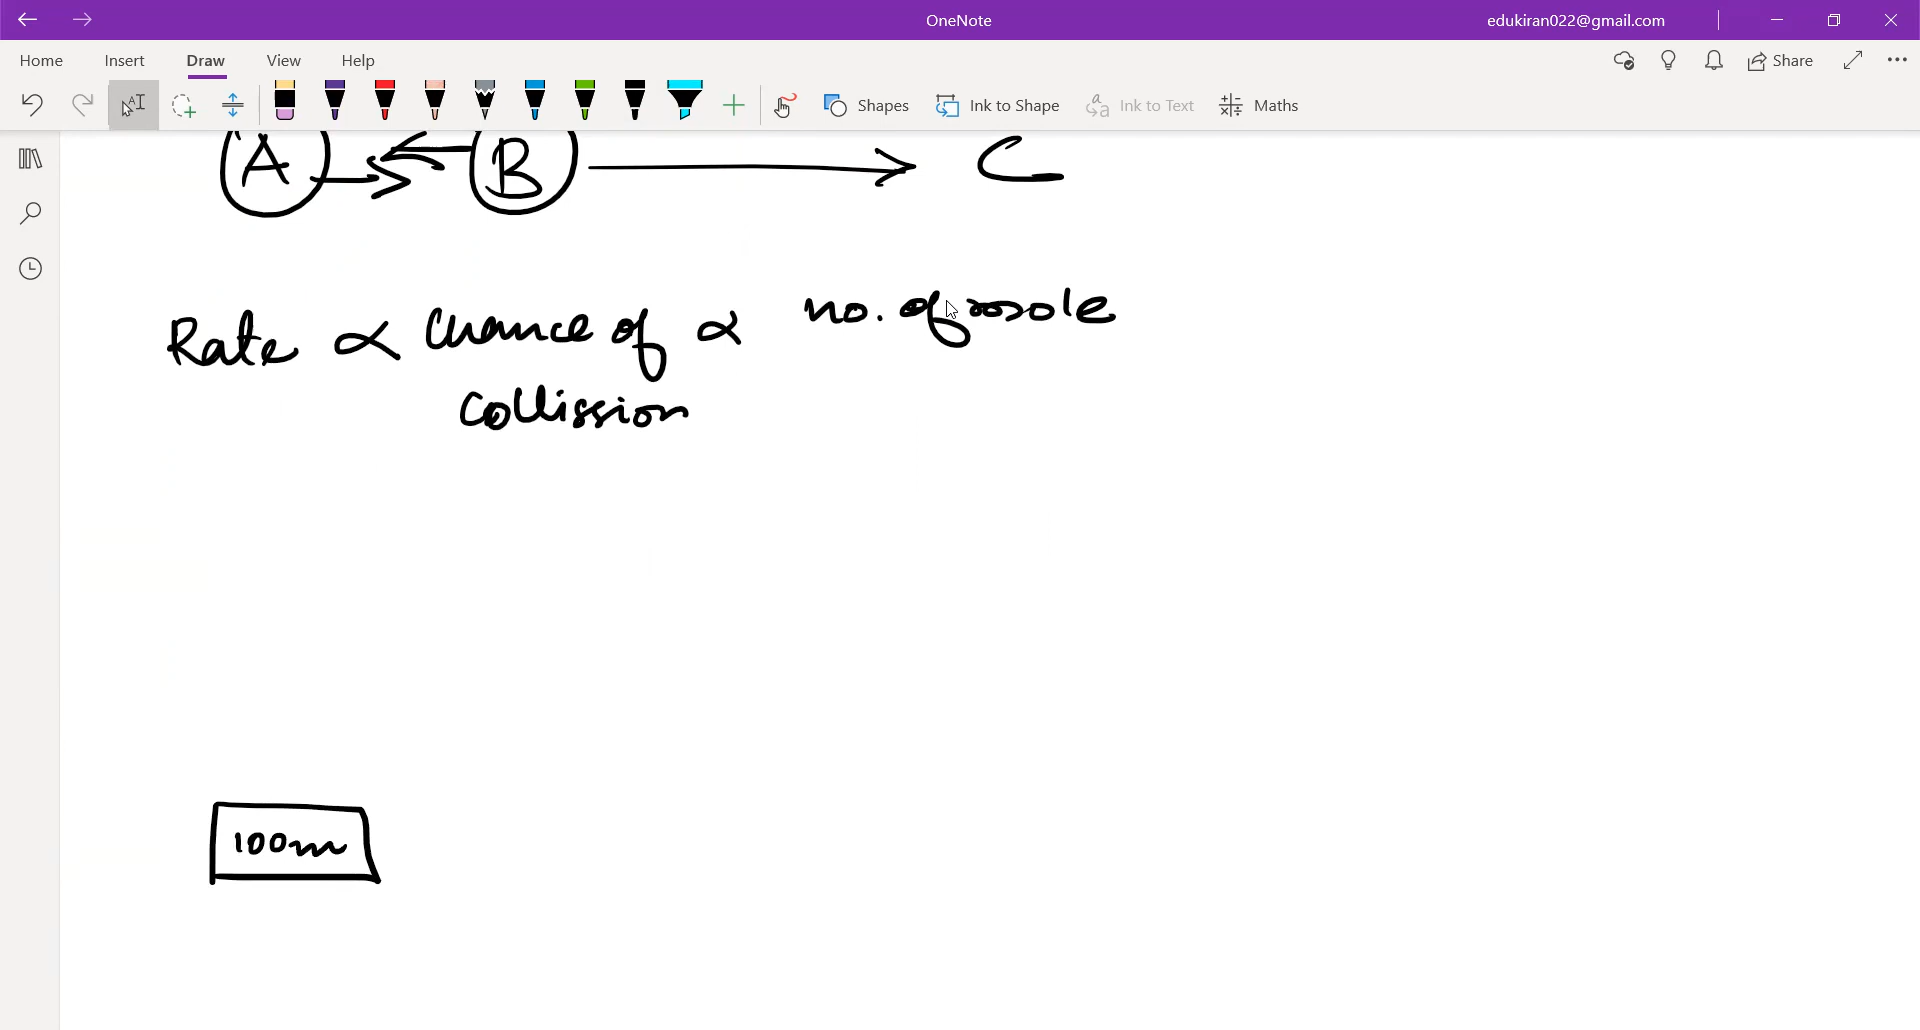 OneNote
edukiran022@gmail.com
Home Insert Draw View Help
Share
Shapes Ink to Shape Ink to Text Maths
A B C
Rate ∝ Chance of ∝ no. of mole
Collission
100m